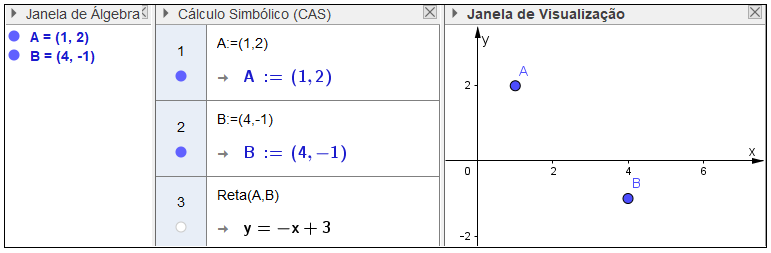 Janela de Álgebra
A = (1, 2)
B = (4, -1)
Cálculo Simbólico (CAS)
1
A:=(1,2)
→ A := (1, 2)
2
B:=(4,-1)
→ B := (4, −1)
3
Reta(A,B)
→ y = −x + 3
Janela de Visualização
y
A
2
x
0
2
4
6
B
-2